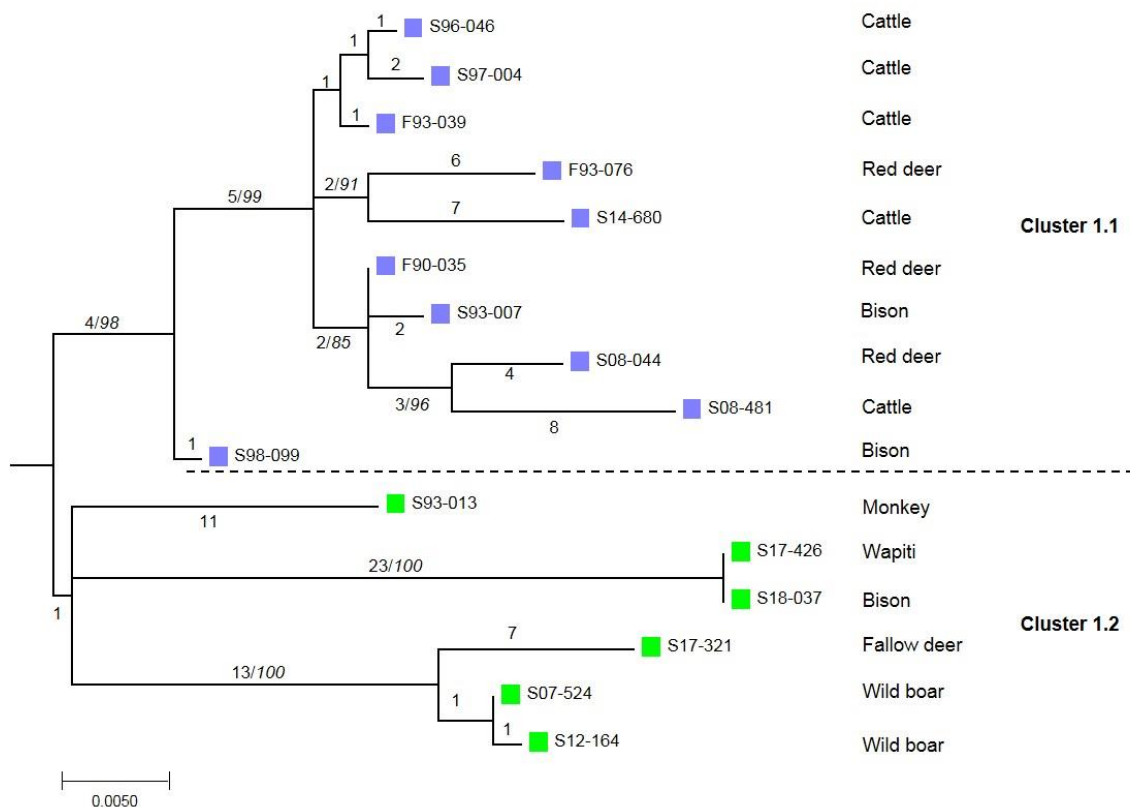 1 S96-046 Cattle
1
2 S97-004 Cattle
1
1 F93-039 Cattle
6 F93-076 Red deer
2/91
5/99
7 S14-680 Cattle
Cluster 1.1
F90-035 Red deer
S93-007 Bison
2
4/98
2/85
S08-044 Red deer
4
3/96
S08-481 Cattle
8
1 S98-099 Bison
S93-013 Monkey
11
S17-426 Wapiti
23/100
S18-037 Bison
1
Cluster 1.2
7
S17-321 Fallow deer
13/100
S07-524 Wild boar
1
1 S12-164 Wild boar
0.0050